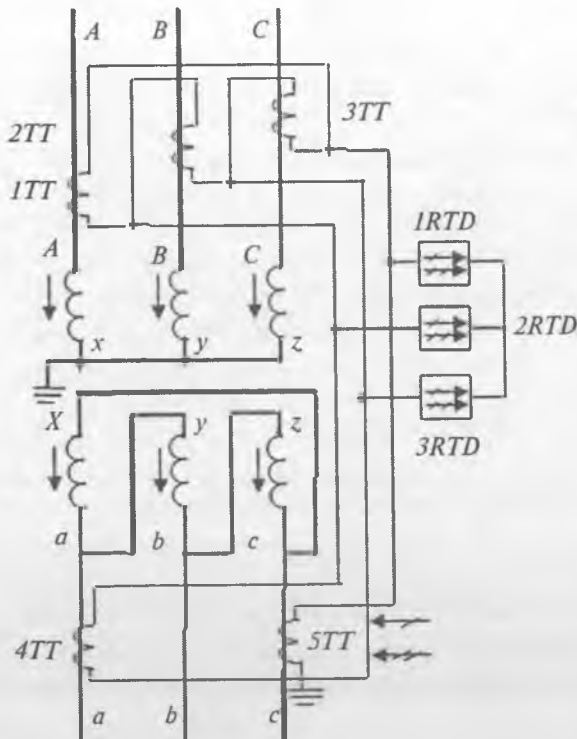 A B C
2TT
3TT
1TT
A B C
1RTD
x y z
2RTD
X y z
3RTD
a b c
4TT
5TT
a b c